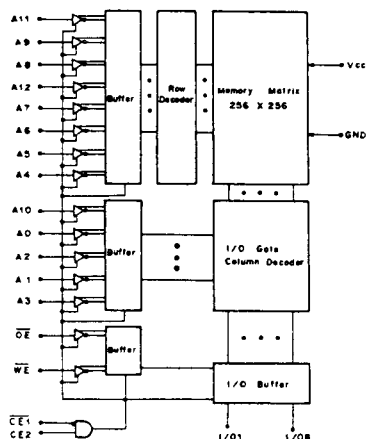 A11
A9
A8
A12
A7
A6
A5
A4
Buffer
Row
Decoder
Memory Matrix
256 X 256
Vcc
GND
A10
A0
A2
A1
A3
Buffer
I/O Gate
Column Decoder
OE
WE
Buffer
I/O Buffer
CE1
CE2
I/O1
I/O8